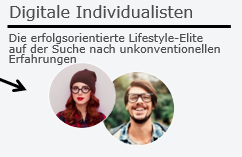 Digitale Individualisten
Die erfolgsorientierte Lifestyle-Elite
auf der Suche nach unkonventionellen
Erfahrungen